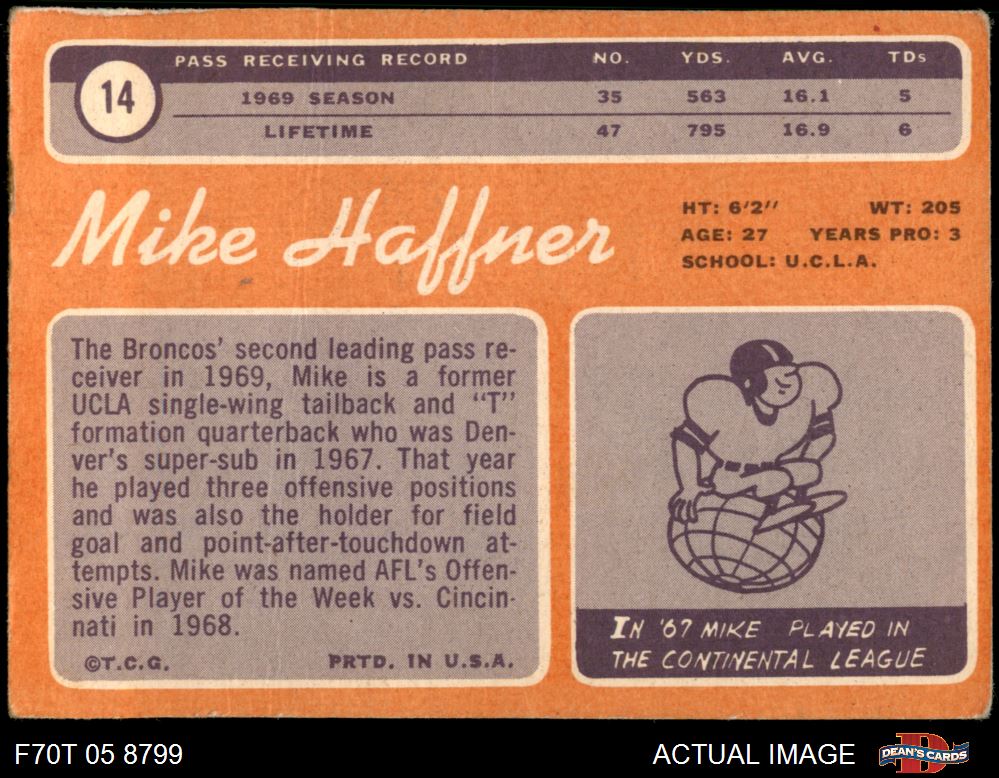 PASS RECEIVING RECORD NO. YDS. AVG. TDs
14
1969 SEASON 35 563 16.1 5
LIFETIME 47 795 16.9 6
Mike Haffner
HT: 6'2" WT: 205
AGE: 27 YEARS PRO: 3
SCHOOL: U.C.L.A.
The Broncos' second leading pass re-
ceiver in 1969, Mike is a former
UCLA single-wing tailback and "T"
formation quarterback who was Den-
ver's super-sub in 1967. That year
he played three offensive positions
and was also the holder for field
goal and point-after-touchdown at-
tempts. Mike was named AFL's Offen-
sive Player of the Week vs. Cincin-
nati in 1968.
©T.C.G. PRTD. IN U.S.A.
IN '67 MIKE PLAYED IN
THE CONTINENTAL LEAGUE
F70T 05 8799 ACTUAL IMAGE DEAN'S CARDS